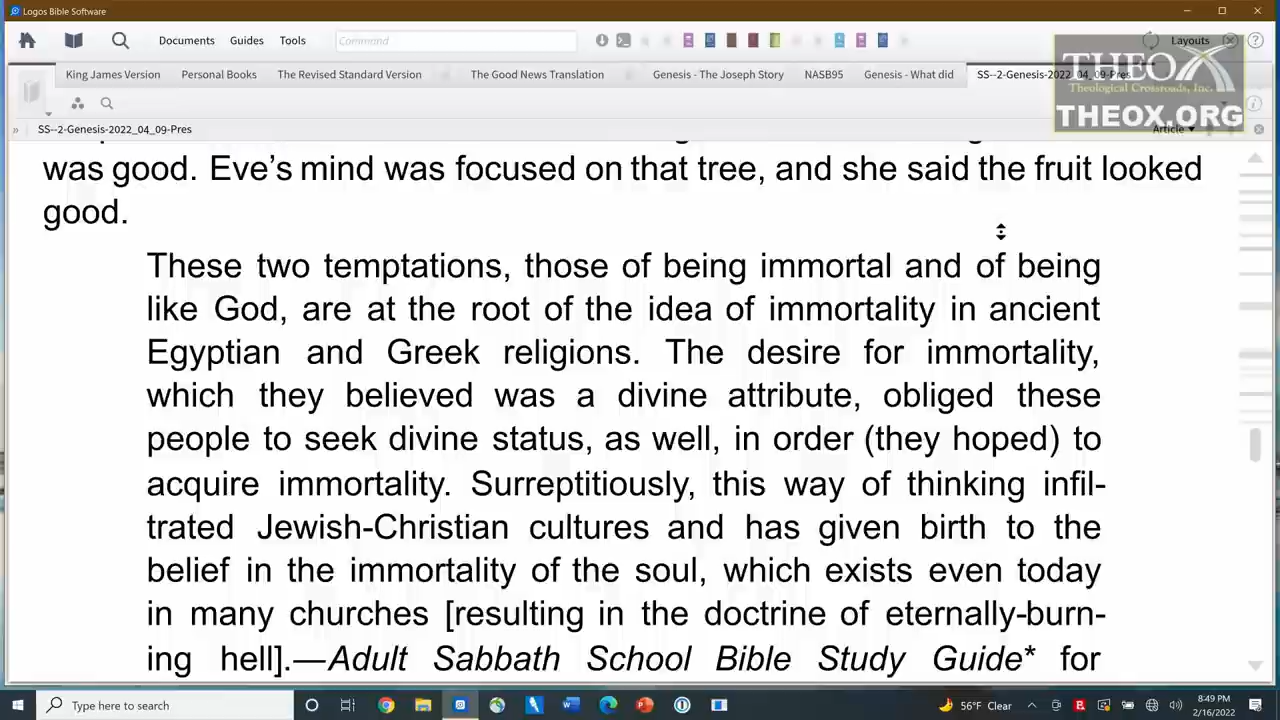 Logos Bible Software
Documents Guides Tools Command Layouts
King James Version Personal Books The Revised Standard Version The Good News Translation Genesis - The Joseph Story NASB95 Genesis - What did SS--2-Genesis-2022_04_09-Pres
THEOX
Theological Crossroads, Inc.
THEOX.ORG
SS--2-Genesis-2022_04_09-Pres Article
was good. Eve's mind was focused on that tree, and she said the fruit looked
good.
These two temptations, those of being immortal and of being
like God, are at the root of the idea of immortality in ancient
Egyptian and Greek religions. The desire for immortality,
which they believed was a divine attribute, obliged these
people to seek divine status, as well, in order (they hoped) to
acquire immortality. Surreptitiously, this way of thinking infil-
trated Jewish-Christian cultures and has given birth to the
belief in the immortality of the soul, which exists even today
in many churches [resulting in the doctrine of eternally-burn-
ing hell].—Adult Sabbath School Bible Study Guide* for
Type here to search
56°F Clear
8:49 PM
2/16/2022